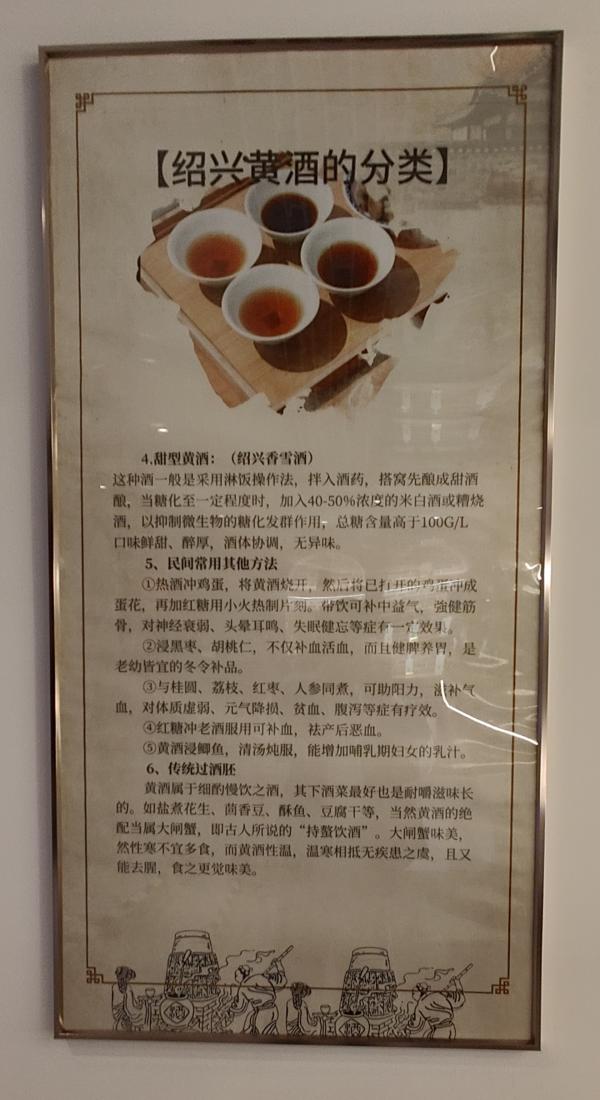 【绍兴黄酒的分类】
4.甜型黄酒：（绍兴香雪酒）
这种酒一般是采用淋饭操作法，拌入酒药，搭窝先酿成甜酒
酿，当糖化至一定程度时，加入40-50%浓度的米白酒或糟烧
酒，以抑制微生物的糖化发群作用，总糖含量高于100G/L
口味鲜甜、醉厚，酒体协调，无异味。
5、民间常用其他方法
①热酒冲鸡蛋，将黄酒烧开，然后将已打开的鸡蛋冲成
蛋花，再加红糖用小火热制片刻。带饮可补中益气，强健筋
骨，对神经衰弱、头晕耳鸣、失眠健忘等症有一定效果。
②浸黑枣、胡桃仁，不仅补血活血，而且健脾养胃，是
老幼皆宜的冬令补品。
③与桂圆、荔枝、红枣、人参同煮，可助阳力，滋补气
血，对体质虚弱、元气降损、贫血、腹泻等症有疗效。
④红糖冲老酒服用可补血，祛产后恶血。
⑤黄酒浸鲫鱼，清汤炖服，能增加哺乳期妇女的乳汁。
6、传统过酒胚
黄酒属于细酌慢饮之酒，其下酒菜最好也是耐嚼滋味长
的。如盐煮花生、茴香豆、酥鱼、豆腐干等，当然黄酒的绝
配当属大闸蟹，即古人所说的“持螯饮酒”。大闸蟹味美，
然性寒不宜多食，而黄酒性温，温寒相抵无疾患之虞，且又
能去腥，食之更觉味美。
酒
酒